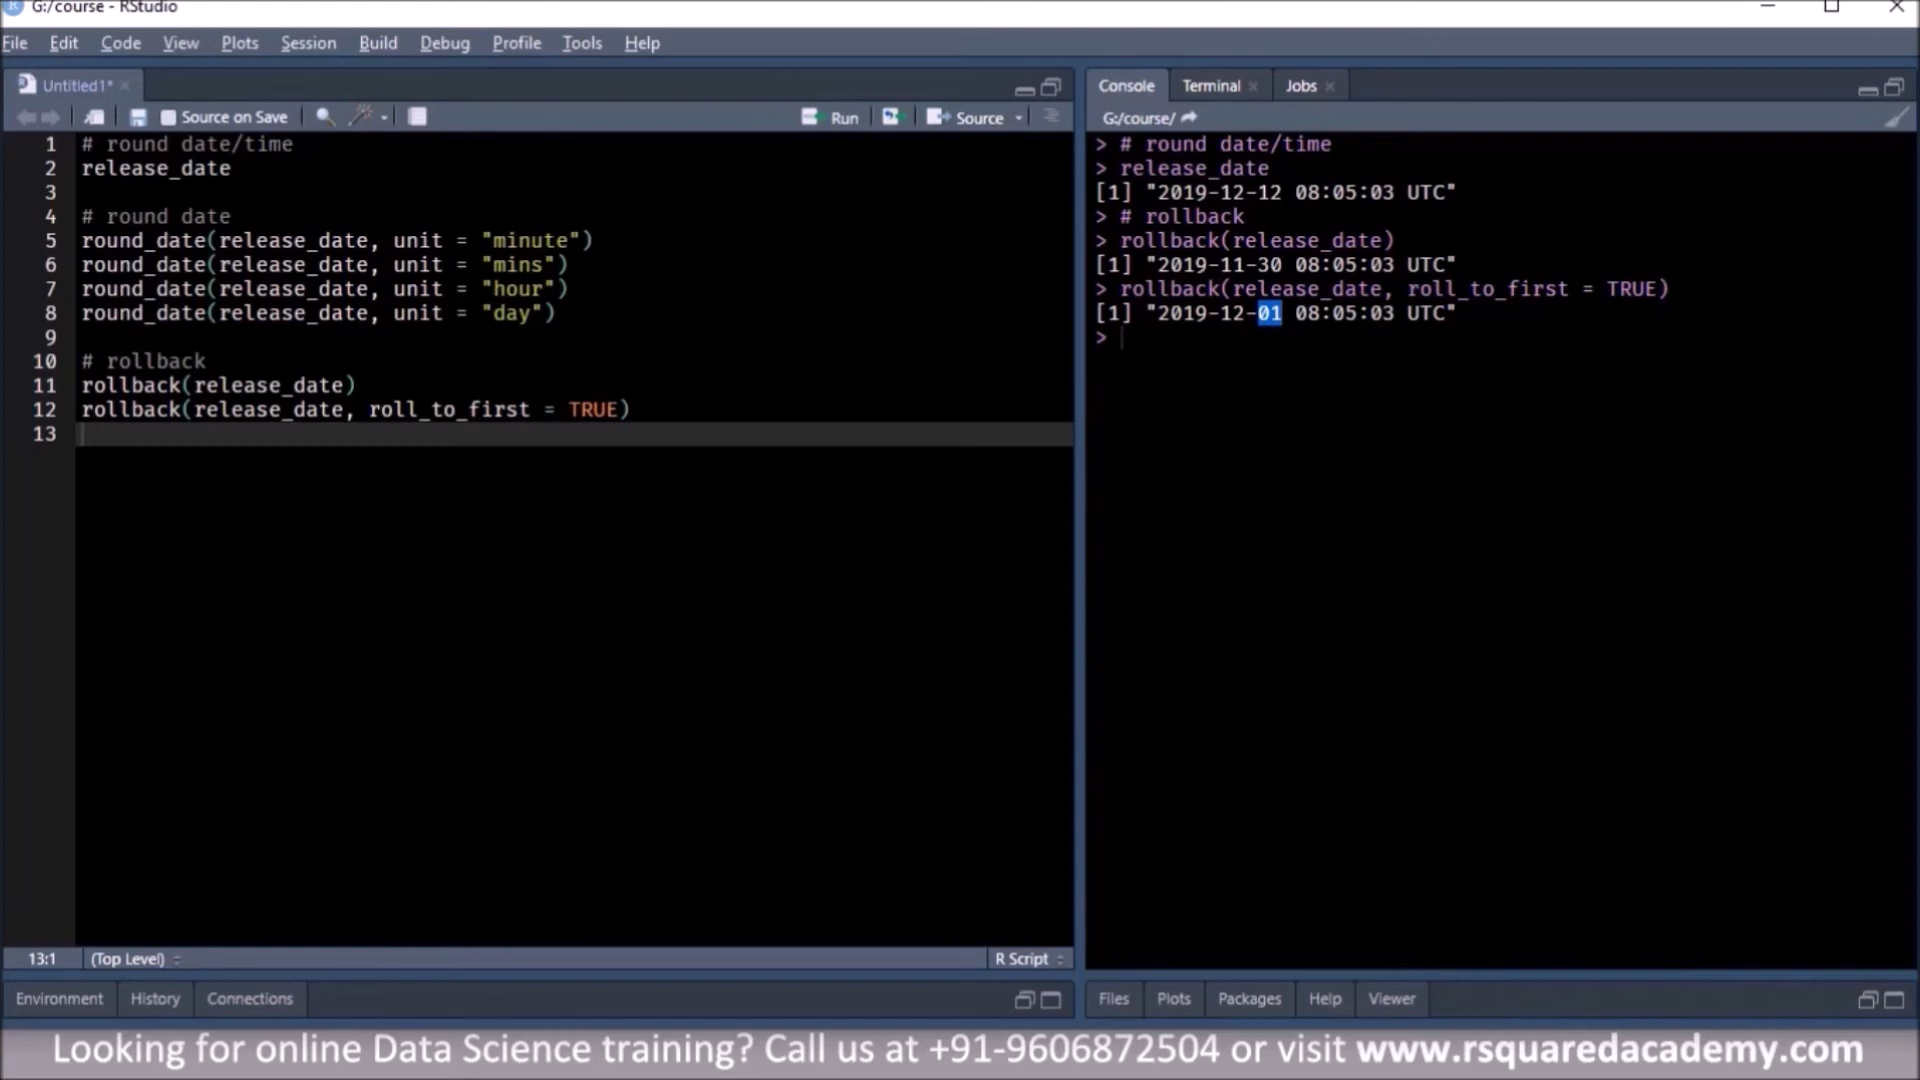 G:/course - RStudio
File Edit Code View Plots Session Build Debug Profile Tools Help
Untitled1*
Source on Save Run Source
1 # round date/time
2 release_date
3
4 # round date
5 round_date(release_date, unit = "minute")
6 round_date(release_date, unit = "mins")
7 round_date(release_date, unit = "hour")
8 round_date(release_date, unit = "day")
9
10 # rollback
11 rollback(release_date)
12 rollback(release_date, roll_to_first = TRUE)
13
13:1 (Top Level) R Script
Environment History Connections
Console Terminal Jobs
G:/course/
> # round date/time
> release_date
[1] "2019-12-12 08:05:03 UTC"
> # rollback
> rollback(release_date)
[1] "2019-11-30 08:05:03 UTC"
> rollback(release_date, roll_to_first = TRUE)
[1] "2019-12-01 08:05:03 UTC"
>
Files Plots Packages Help Viewer
Looking for online Data Science training? Call us at +91-9606872504 or visit www.rsquaredacademy.com